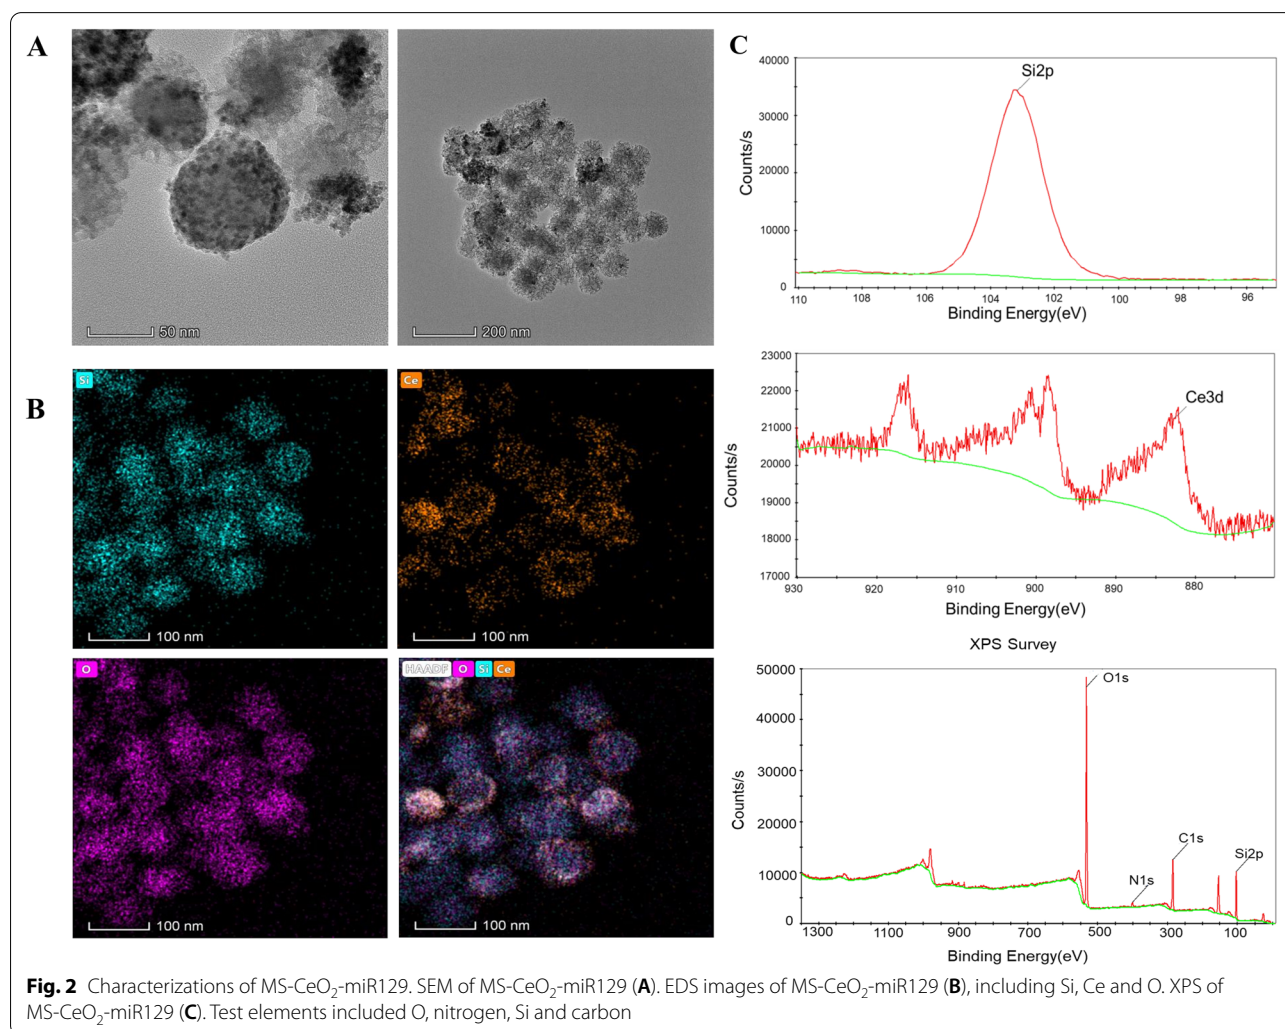 A
50 nm
200 nm
B
Si
100 nm
Ce
100 nm
O
100 nm
HAADF O Si Ce
100 nm
C
40000
30000
20000
10000
0
Counts/s
Si2p
110 108 106 104 102 100 98 96
Binding Energy(eV)
23000
22000
21000
20000
19000
18000
17000
Counts/s
Ce3d
930 920 910 900 890 880
Binding Energy(eV)
XPS Survey
50000
40000
30000
20000
10000
0
Counts/s
O1s
N1s
C1s
Si2p
1300 1100 900 700 500 300 100
Binding Energy(eV)
Fig. 2 Characterizations of MS-CeO₂-miR129. SEM of MS-CeO₂-miR129 (A). EDS images of MS-CeO₂-miR129 (B), including Si, Ce and O. XPS of
MS-CeO₂-miR129 (C). Test elements included O, nitrogen, Si and carbon